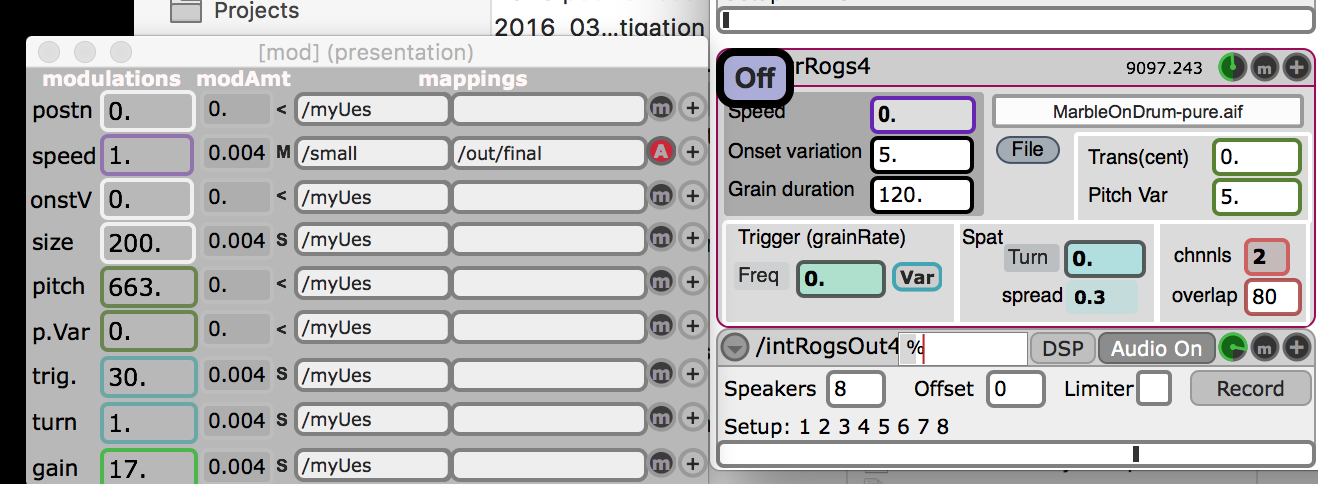 Projects
2016_03...tigation
[mod] (presentation)
modulations modAmt mappings
postn 0. 0. < /myUes m +
speed 1. 0.004 M /small /out/final A +
onstV 0. 0. < /myUes m +
size 200. 0.004 S /myUes m +
pitch 663. 0. < /myUes m +
p.Var 0. 0. < /myUes m +
trig. 30. 0.004 S /myUes m +
turn 1. 0.004 S /myUes m +
gain 17. 0.004 S /myUes m +
Off rRogs4 9097.243 m +
Speed 0. MarbleOnDrum-pure.aif
Onset variation 5. File Trans(cent) 0.
Grain duration 120. Pitch Var 5.
Trigger (grainRate) Spat
Freq 0. Var Turn 0. chnnls 2
spread 0.3 overlap 80
/intRogsOut4 % DSP Audio On m +
Speakers 8 Offset 0 Limiter Record
Setup: 1 2 3 4 5 6 7 8